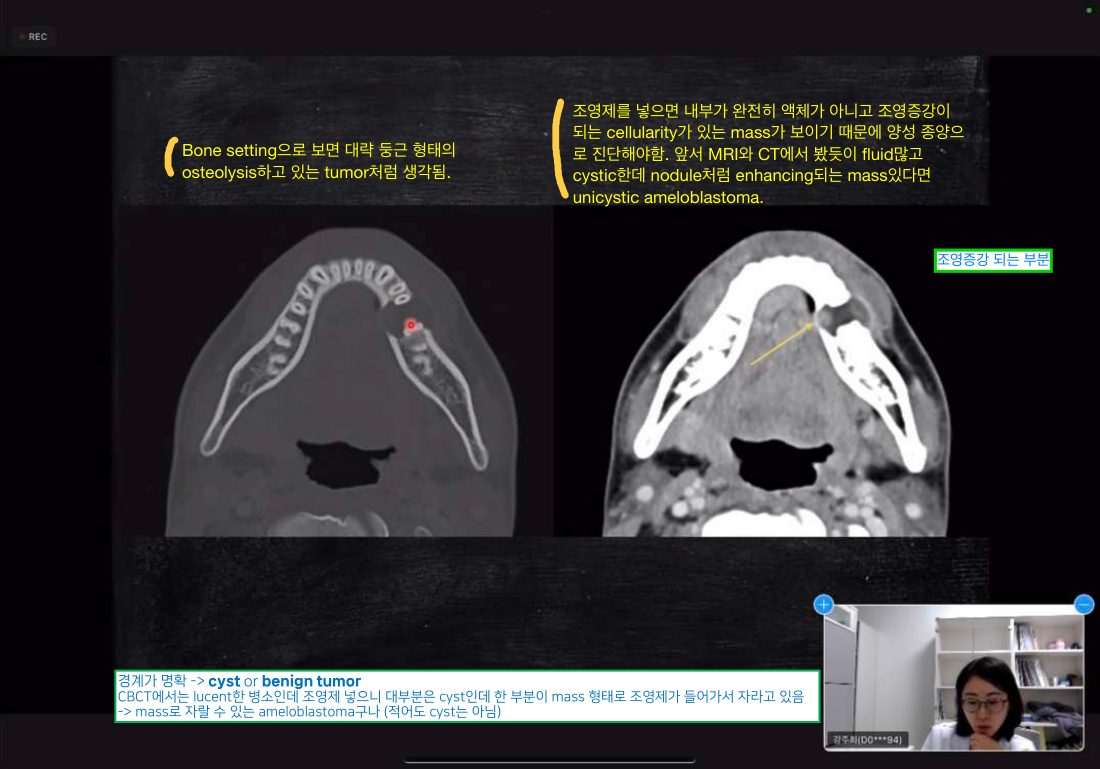 REC
Bone setting으로 보면 대략 둥근 형태의
osteolysis하고 있는 tumor처럼 생각됨.
조영제를 넣으면 내부가 완전히 액체가 아니고 조영증강이
되는 cellularity가 있는 mass가 보이기 때문에 양성 종양으
로 진단해야함. 앞서 MRI와 CT에서 봤듯이 fluid많고
cystic한데 nodule처럼 enhancing되는 mass있다면
unicystic ameloblastoma.
조영증강 되는 부분
경계가 명확 -> cyst or benign tumor
CBCT에서는 lucent한 병소인데 조영제 넣으니 대부분은 cyst인데 한 부분이 mass 형태로 조영제가 들어가서 자라고 있음
-> mass로 자랄 수 있는 ameloblastoma구나 (적어도 cyst는 아님)
강주희(D0***94)